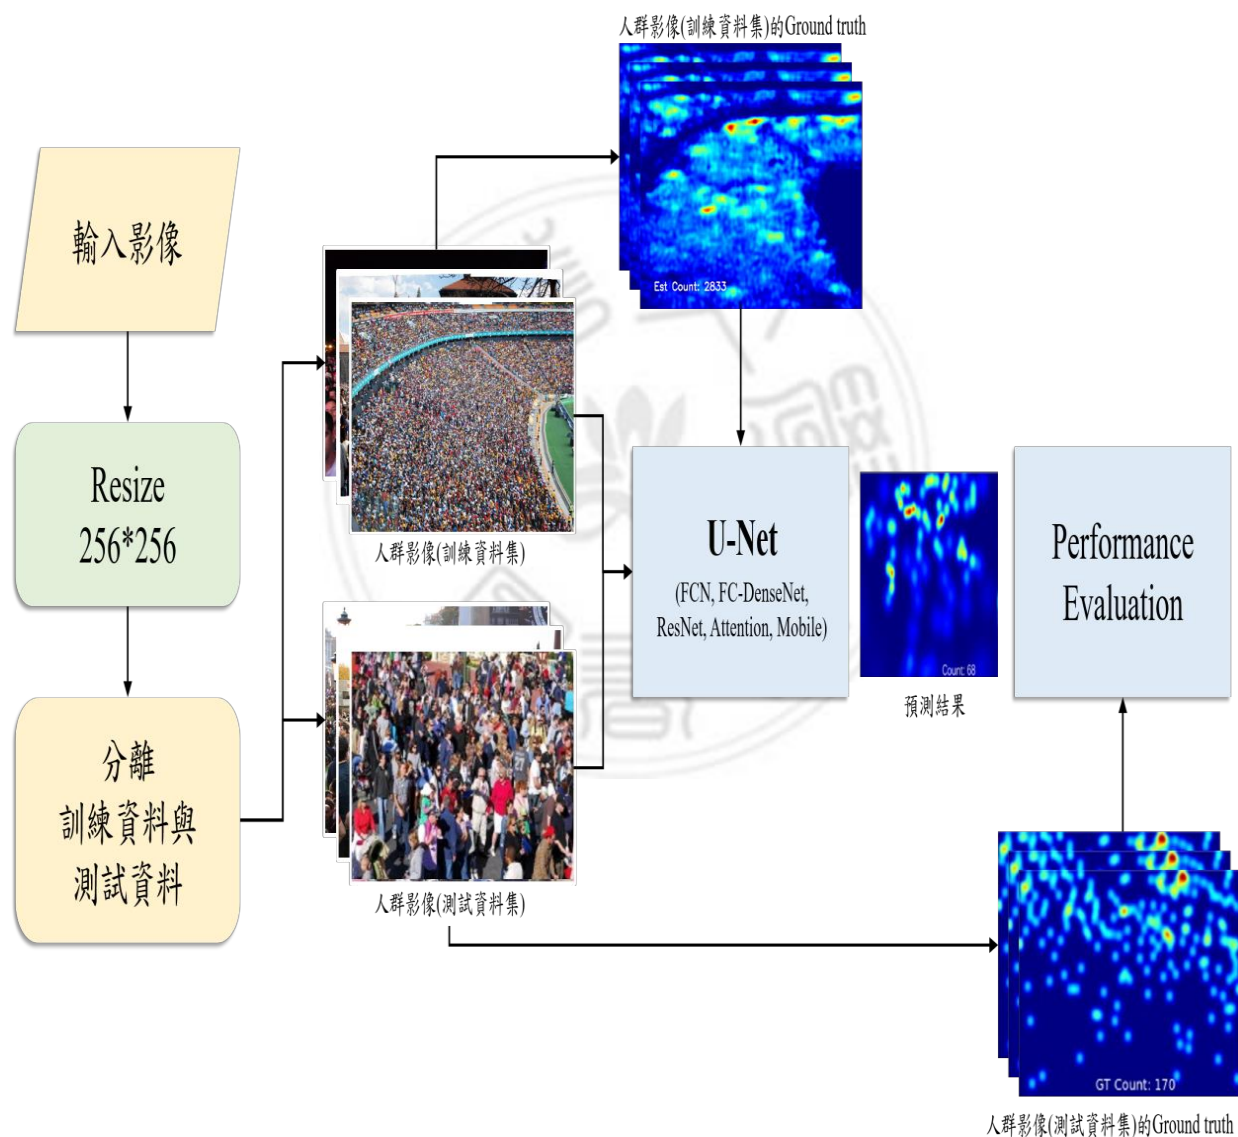 人群影像(訓練資料集)的Ground truth
Est Count: 2833
輸入影像
Resize
256*256
分離
訓練資料與
測試資料
人群影像(訓練資料集)
人群影像(測試資料集)
U-Net
(FCN, FC-DenseNet,
ResNet, Attention, Mobile)
Count: 68
預測結果
Performance
Evaluation
GT Count: 170
人群影像(測試資料集)的Ground truth